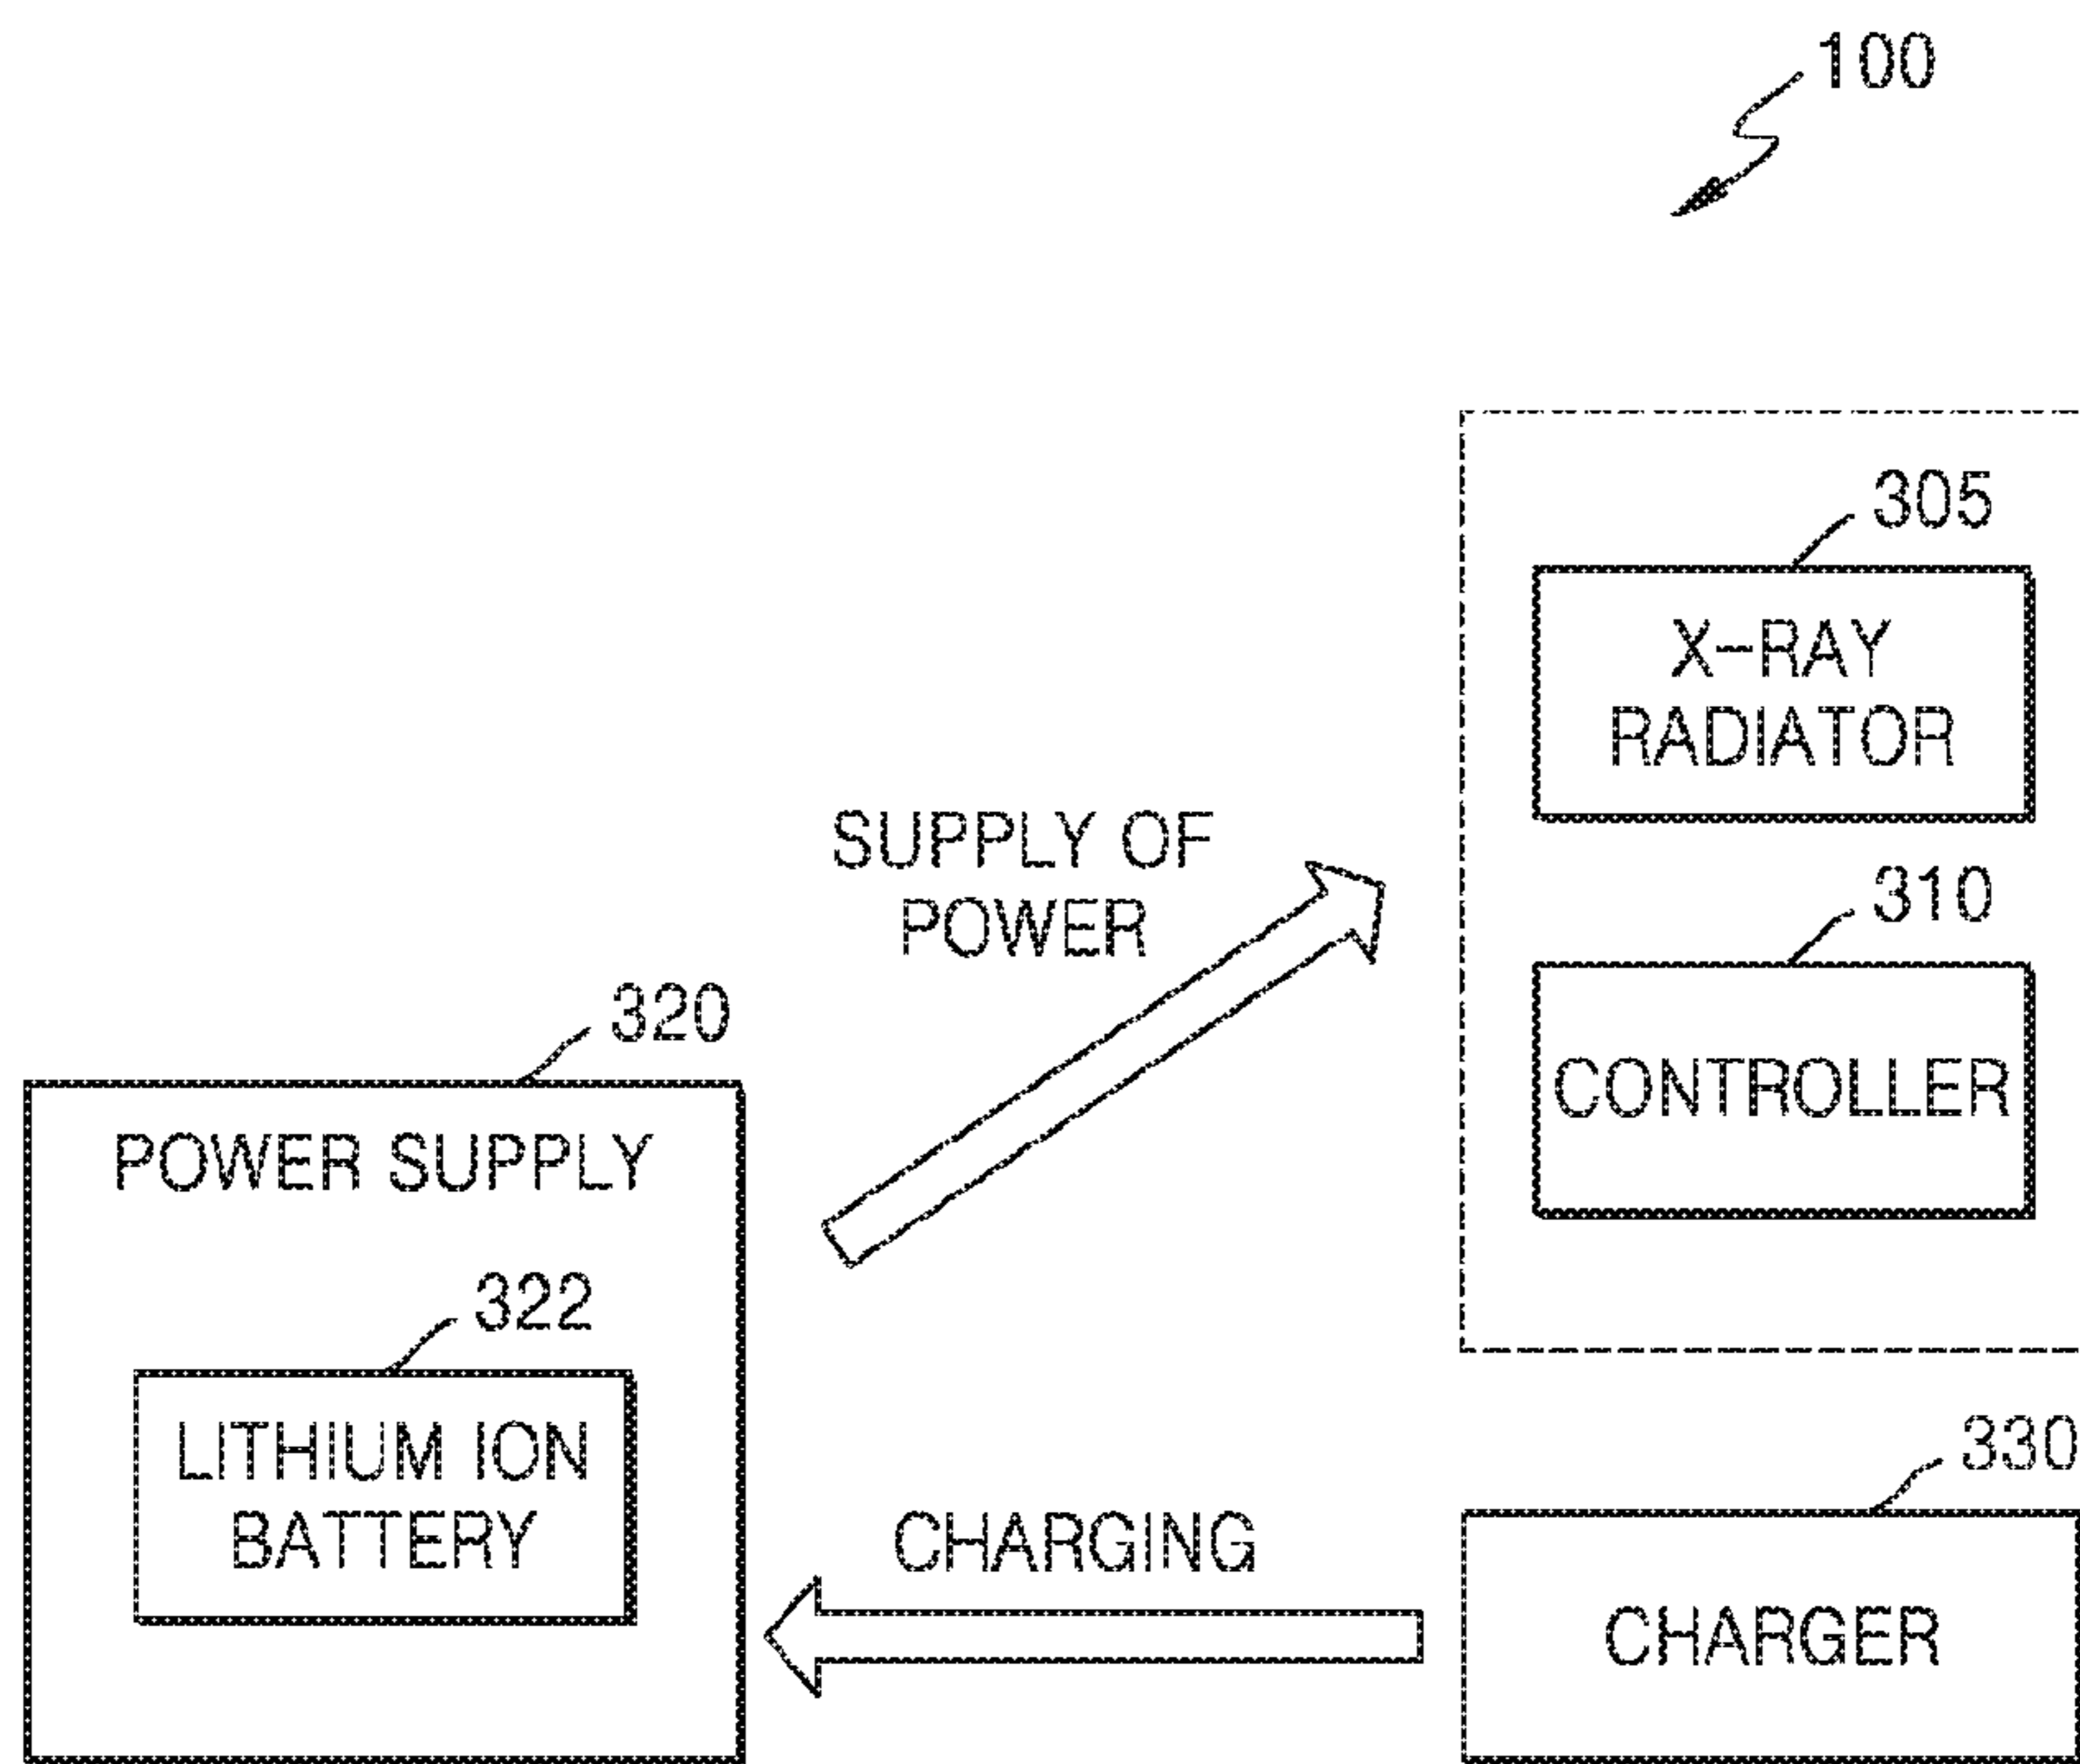 100
305
X-RAY
RADIATOR
SUPPLY OF
POWER
310
CONTROLLER
320
POWER SUPPLY
322
LITHIUM ION
BATTERY
330
CHARGING
CHARGER